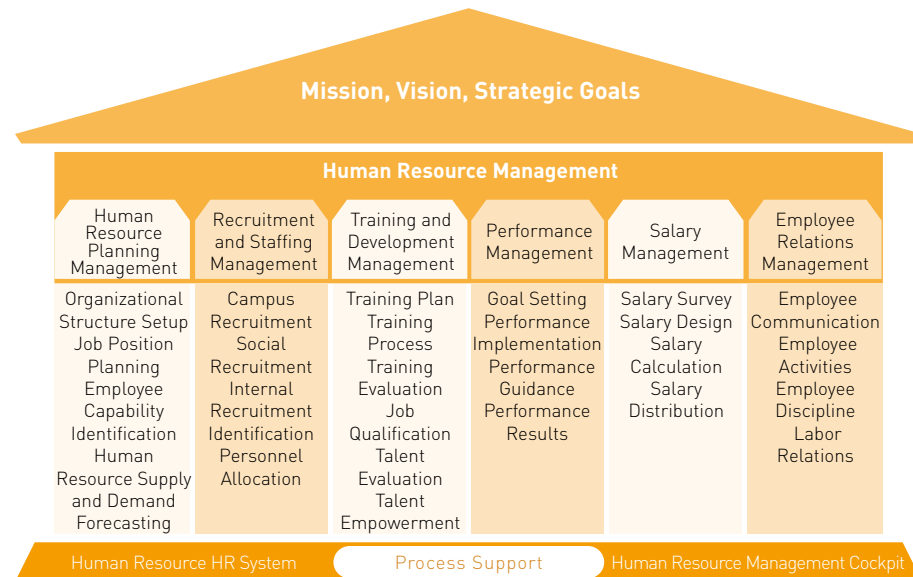 Mission, Vision, Strategic Goals
Human Resource Management
Human
Resource
Planning
Management
Recruitment
and Staffing
Management
Training and
Development
Management
Performance
Management
Salary
Management
Employee
Relations
Management
Organizational
Structure Setup
Job Position
Planning
Employee
Capability
Identification
Human
Resource Supply
and Demand
Forecasting
Campus
Recruitment
Social
Recruitment
Internal
Recruitment
Identification
Personnel
Allocation
Training Plan
Training
Process
Training
Evaluation
Job
Qualification
Talent
Evaluation
Talent
Empowerment
Goal Setting
Performance
Implementation
Performance
Guidance
Performance
Results
Salary Survey
Salary Design
Salary
Calculation
Salary
Distribution
Employee
Communication
Employee
Activities
Employee
Discipline
Labor
Relations
Human Resource HR System
Process Support
Human Resource Management Cockpit